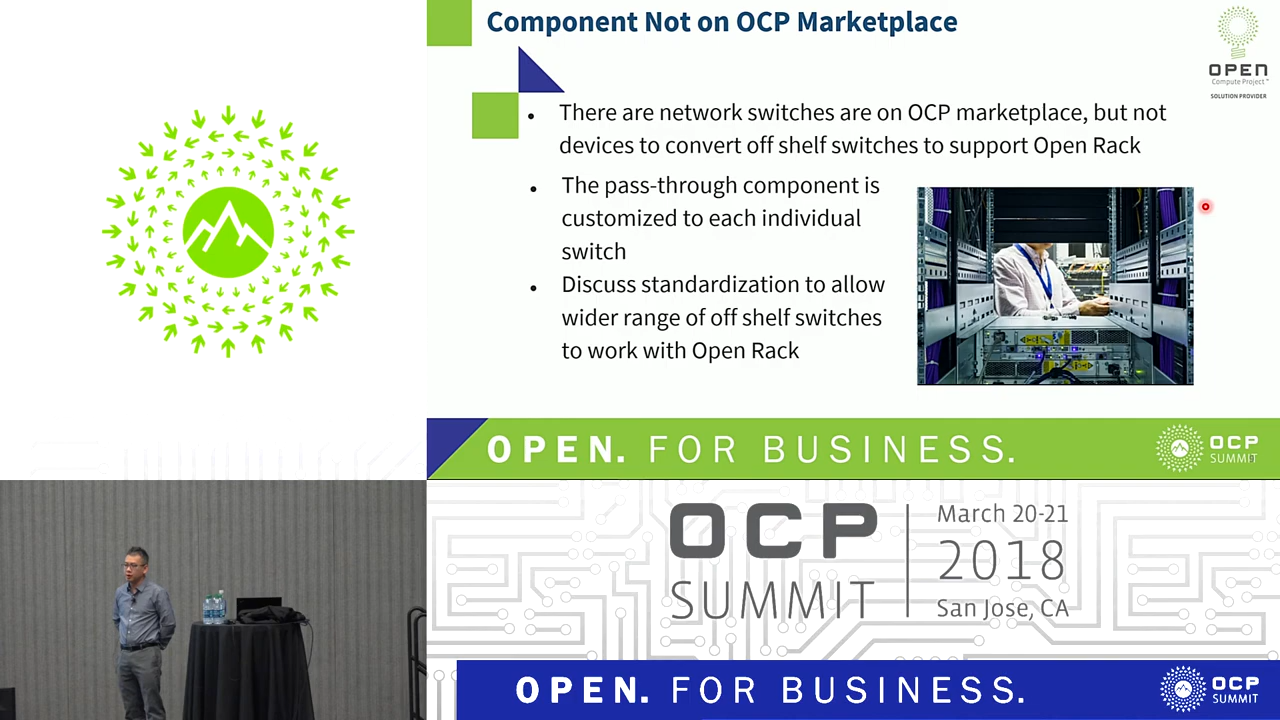 Component Not on OCP Marketplace
OPEN
Compute Project
SOLUTION PROVIDER
• There are network switches are on OCP marketplace, but not
devices to convert off shelf switches to support Open Rack
• The pass-through component is
customized to each individual
switch
• Discuss standardization to allow
wider range of off shelf switches
to work with Open Rack
OPEN. FOR BUSINESS.
OCP
SUMMIT
OCP
SUMMIT
March 20-21
2018
San Jose, CA
OPEN. FOR BUSINESS.
OCP
SUMMIT